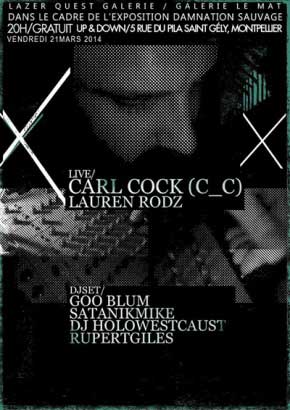 LAZER QUEST GALERIE / GALERIE LE MAT
DANS LE CADRE DE L'EXPOSITION DAMNATION SAUVAGE
20H/GRATUIT UP & DOWN/5 RUE DU PILA SAINT GÉLY, MONTPELLIER
VENDREDI 21MARS 2014
LIVE/
CARL COCK (C_C)
LAUREN RODZ
DJSET/
GOO BLUM
SATANIKMIKE
DJ HOLOWESTCAUST
RUPERTGILES